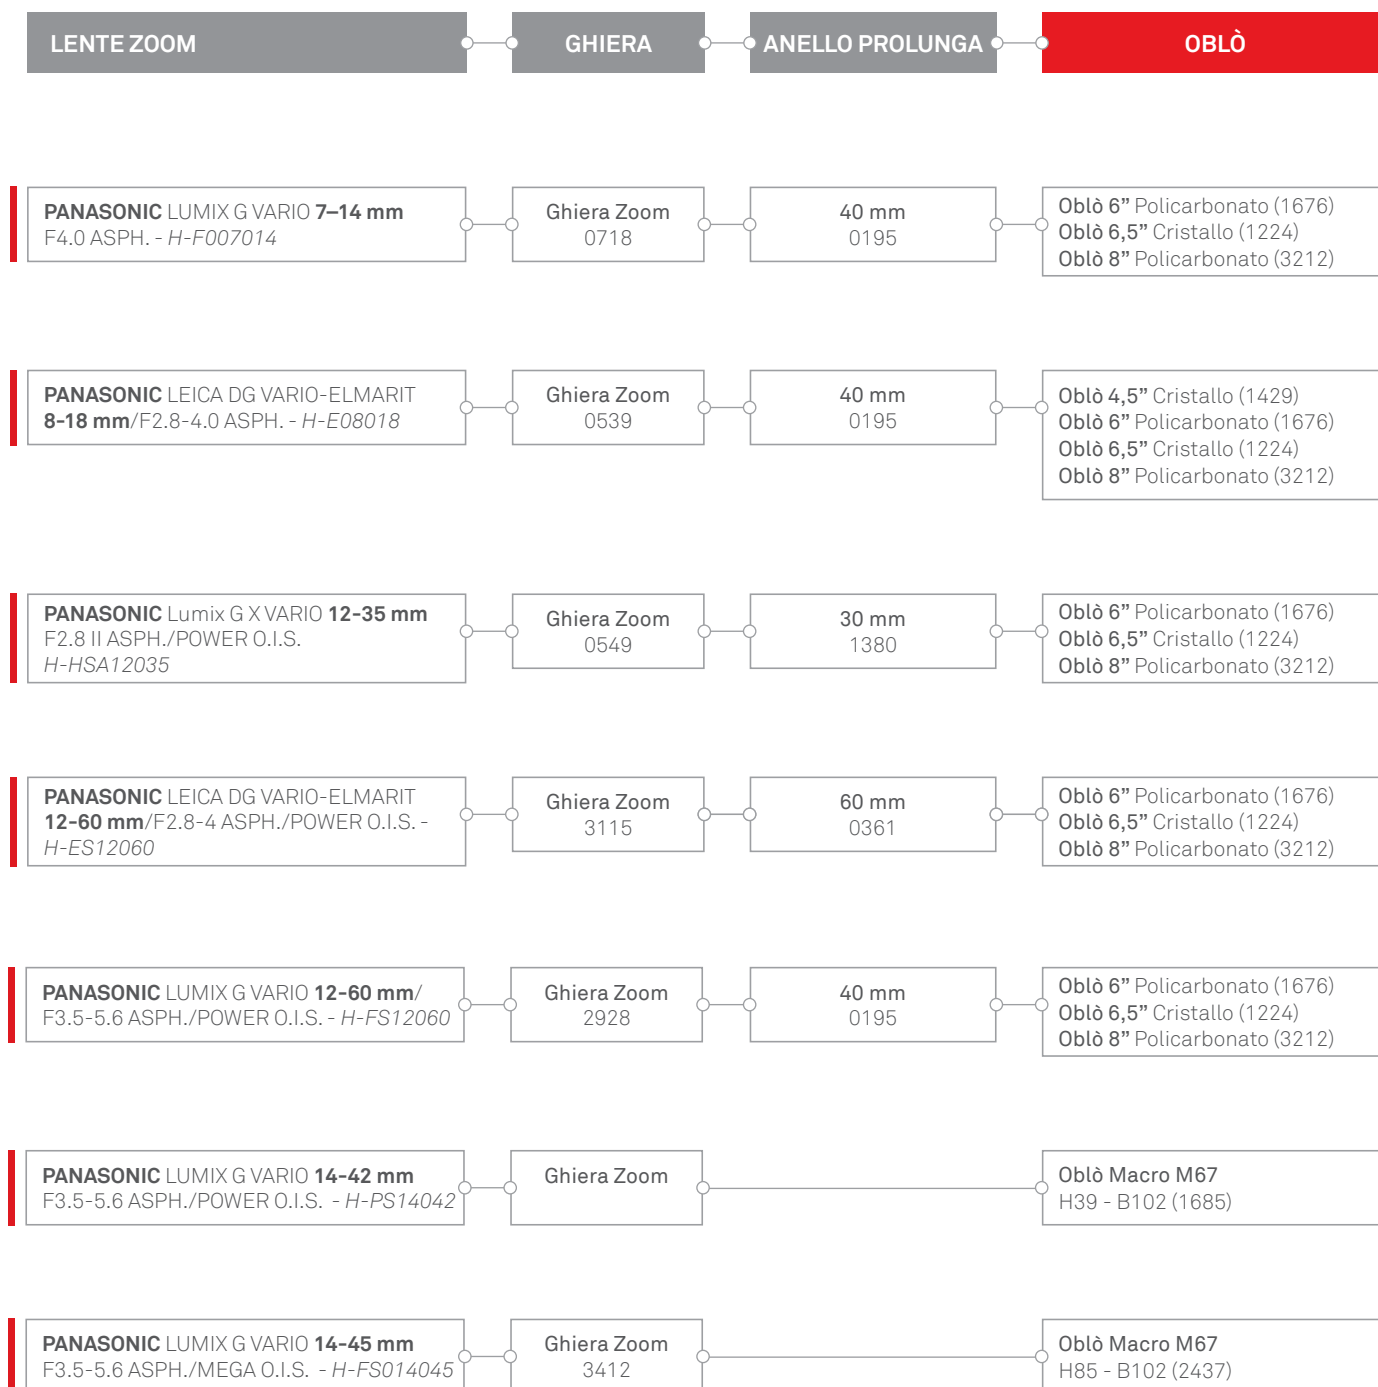 LENTE ZOOM
GHIERA
ANELLO PROLUNGA
OBLÒ
PANASONIC LUMIX G VARIO 7–14 mm
F4.0 ASPH. - H-F007014
Ghiera Zoom
0718
40 mm
0195
Oblò 6” Policarbonato (1676)
Oblò 6,5” Cristallo (1224)
Oblò 8” Policarbonato (3212)
PANASONIC LEICA DG VARIO-ELMARIT
8-18 mm/F2.8-4.0 ASPH. - H-E08018
Ghiera Zoom
0539
40 mm
0195
Oblò 4,5” Cristallo (1429)
Oblò 6” Policarbonato (1676)
Oblò 6,5” Cristallo (1224)
Oblò 8” Policarbonato (3212)
PANASONIC Lumix G X VARIO 12-35 mm
F2.8 II ASPH./POWER O.I.S.
H-HSA12035
Ghiera Zoom
0549
30 mm
1380
Oblò 6” Policarbonato (1676)
Oblò 6,5” Cristallo (1224)
Oblò 8” Policarbonato (3212)
PANASONIC LEICA DG VARIO-ELMARIT
12-60 mm/F2.8-4 ASPH./POWER O.I.S. -
H-ES12060
Ghiera Zoom
3115
60 mm
0361
Oblò 6” Policarbonato (1676)
Oblò 6,5” Cristallo (1224)
Oblò 8” Policarbonato (3212)
PANASONIC LUMIX G VARIO 12-60 mm/
F3.5-5.6 ASPH./POWER O.I.S. - H-FS12060
Ghiera Zoom
2928
40 mm
0195
Oblò 6” Policarbonato (1676)
Oblò 6,5” Cristallo (1224)
Oblò 8” Policarbonato (3212)
PANASONIC LUMIX G VARIO 14-42 mm
F3.5-5.6 ASPH./POWER O.I.S. - H-PS14042
Ghiera Zoom
Oblò Macro M67
H39 - B102 (1685)
PANASONIC LUMIX G VARIO 14-45 mm
F3.5-5.6 ASPH./MEGA O.I.S. - H-FS014045
Ghiera Zoom
3412
Oblò Macro M67
H85 - B102 (2437)